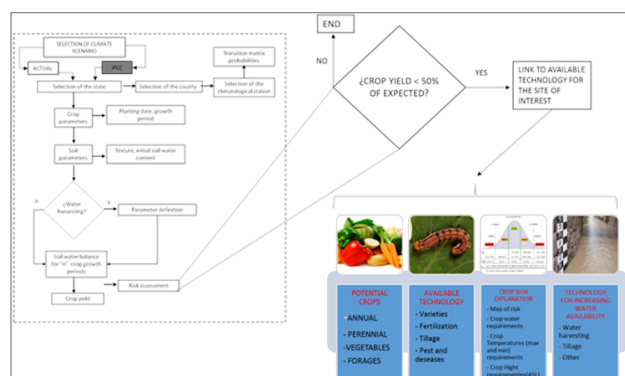 SELECTION OF CLIMATE
SCENARIO
ACTUAL
IPCC
Transition matrix
probabilities
Selection of the state
Selection of the county
Selection of the
climatological station
Crop
parameters
Planting date, growth
period
Soil
parameters
Texture, initial soil water
content
¿Water
harvesting?
n
y
Parameter definition
Soil water balance
for "n" crop growth
periods
Risk assessment
Crop yield
END
NO
¿CROP YIELD < 50%
OF EXPECTED?
YES
LINK TO AVAILABLE
TECHNOLOGY FOR
THE SITE OF
INTEREST
POTENTIAL
CROPS
-ANNUAL
- PERENNIAL
-VEGETABLES
- FORAGES
AVAILABLE
TECHNOLOGY
- Varieties
- Fertilization
- Tillage
- Pest and
deseases
CROP RISK
EXPLANATION
- Map of risk
- Crop water
requirements
- Crop
Temperatures (max
and min) requirements
- Crop Hight
requirements(ASL)
TECHNOLOGY
FOR INCREASING
WATER
AVAILABILITY
- Water
harvesting
- Tillage
- Other